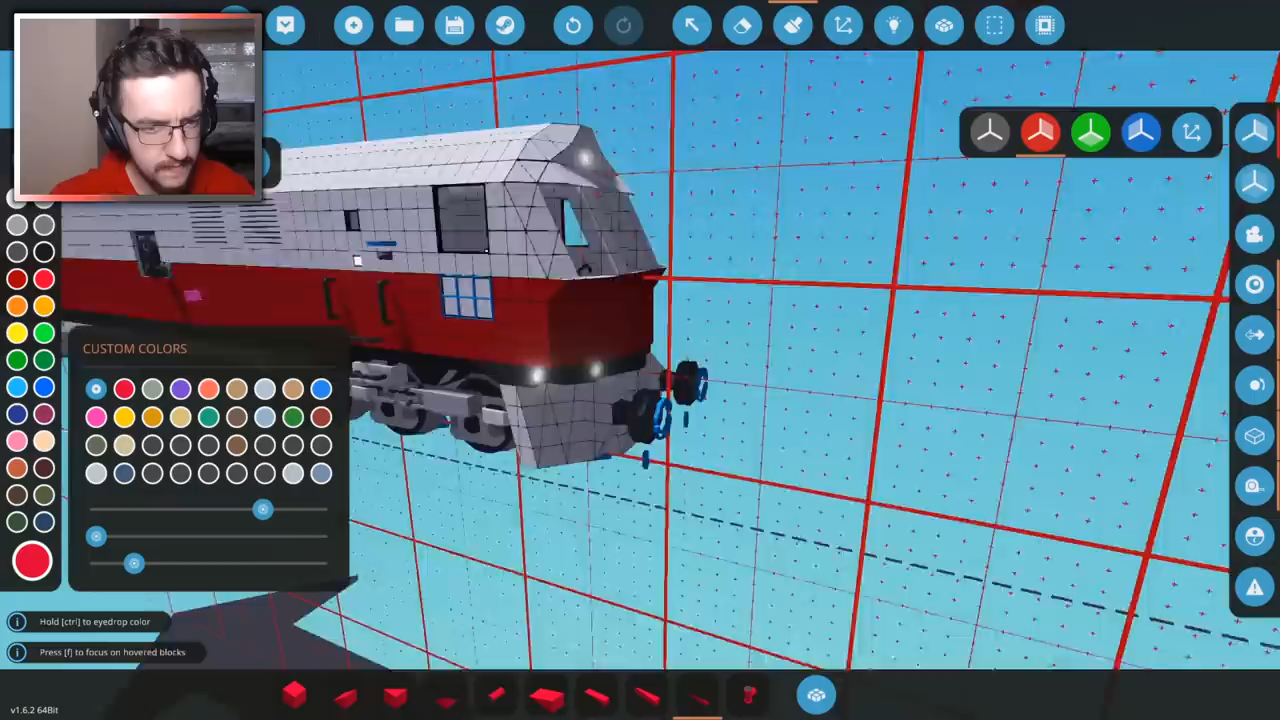 CUSTOM COLORS
Hold [ctrl] to eyedrop color
Press [f] to focus on hovered blocks
v1.6.2 64Bit